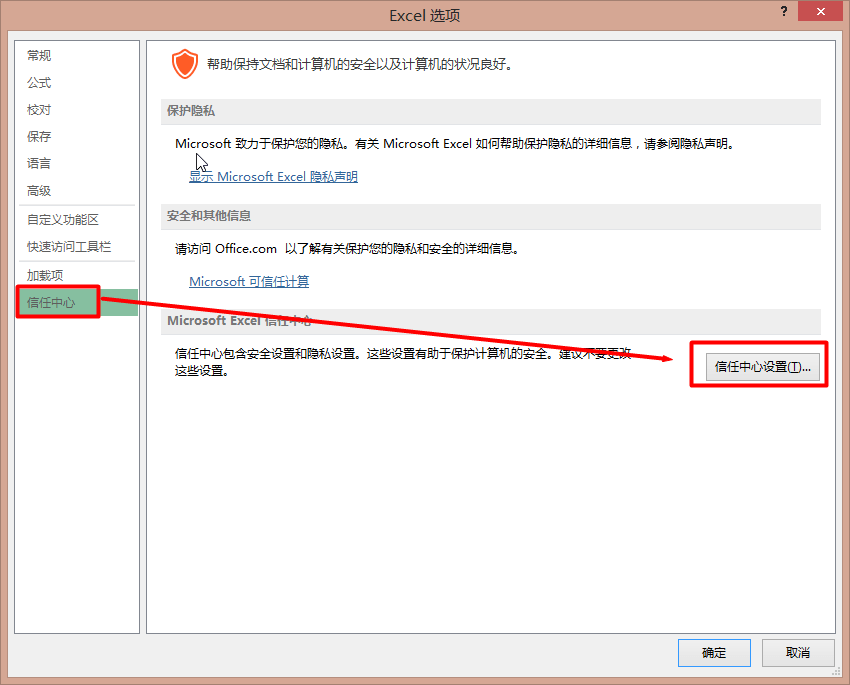 Excel 选项
?
常规
公式
校对
保存
语言
高级
自定义功能区
快速访问工具栏
加载项
信任中心
帮助保持文档和计算机的安全以及计算机的状况良好。
保护隐私
Microsoft 致力于保护您的隐私。有关 Microsoft Excel 如何帮助保护隐私的详细信息，请参阅隐私声明。
显示 Microsoft Excel 隐私声明
安全和其他信息
请访问 Office.com 以了解有关保护您的隐私和安全的详细信息。
Microsoft 可信任计算
Microsoft Excel 信任中心
信任中心包含安全设置和隐私设置。这些设置有助于保护计算机的安全。建议不要更改
这些设置。
信任中心设置(T)...
确定
取消